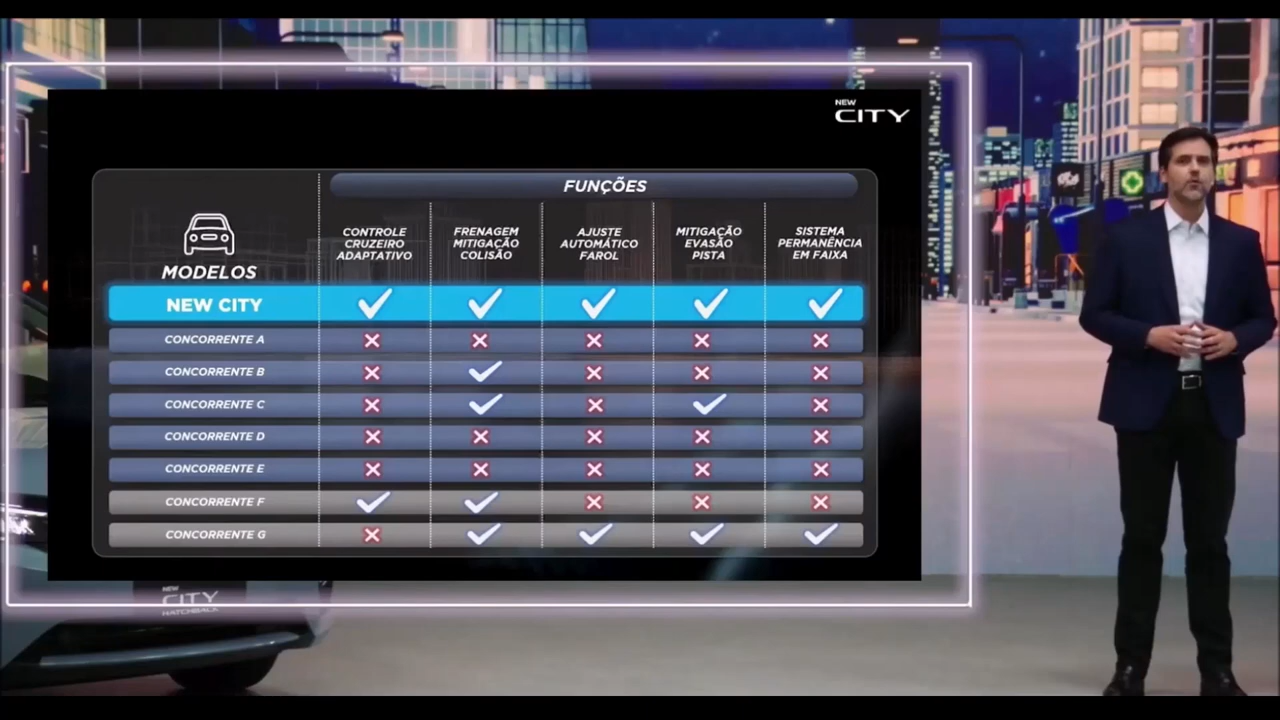 NEW
CITY
FUNÇÕES
MODELOS
CONTROLE
CRUZEIRO
ADAPTATIVO
FRENAGEM
MITIGAÇÃO
COLISÃO
AJUSTE
AUTOMÁTICO
FAROL
MITIGAÇÃO
EVASÃO
PISTA
SISTEMA
PERMANÊNCIA
EM FAIXA
NEW CITY
CONCORRENTE A
CONCORRENTE B
CONCORRENTE C
CONCORRENTE D
CONCORRENTE E
CONCORRENTE F
CONCORRENTE G
NEW
CITY
HATCHBACK